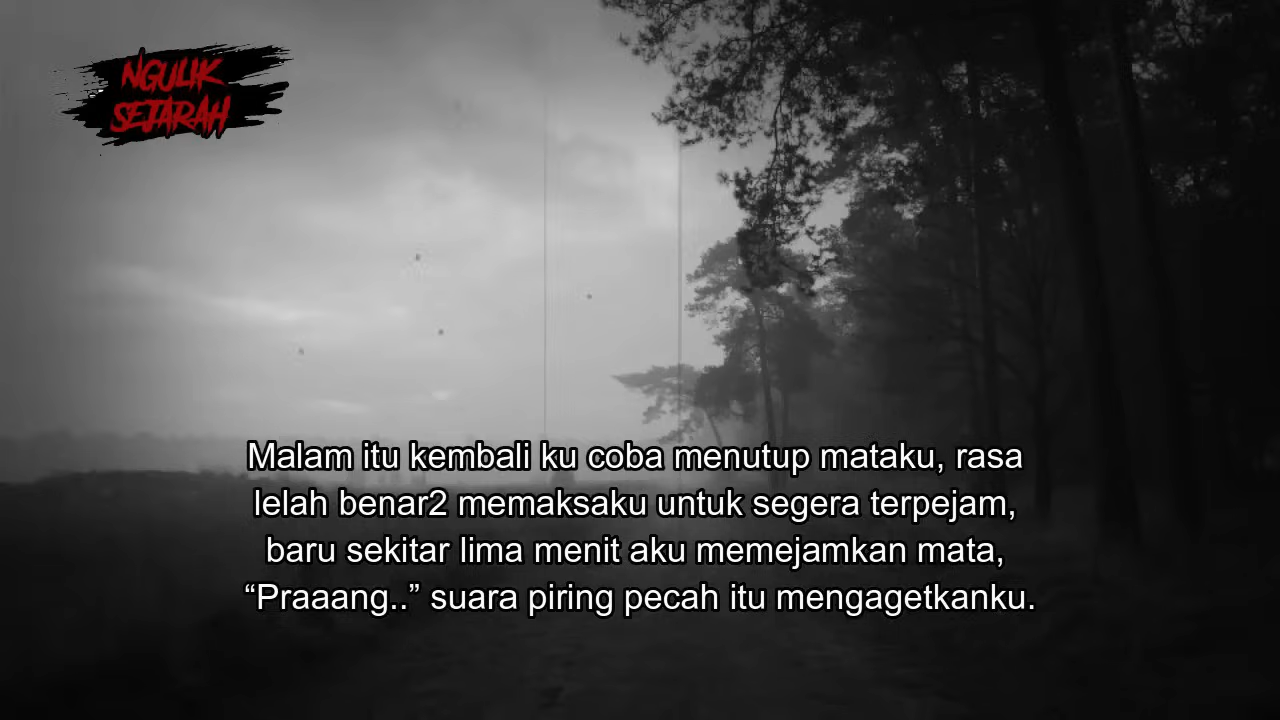 NGULIK
SEJARAH
Malam itu kembali ku coba menutup mataku, rasa
lelah benar2 memaksaku untuk segera terpejam,
baru sekitar lima menit aku memejamkan mata,
“Praaang..” suara piring pecah itu mengagetkanku.